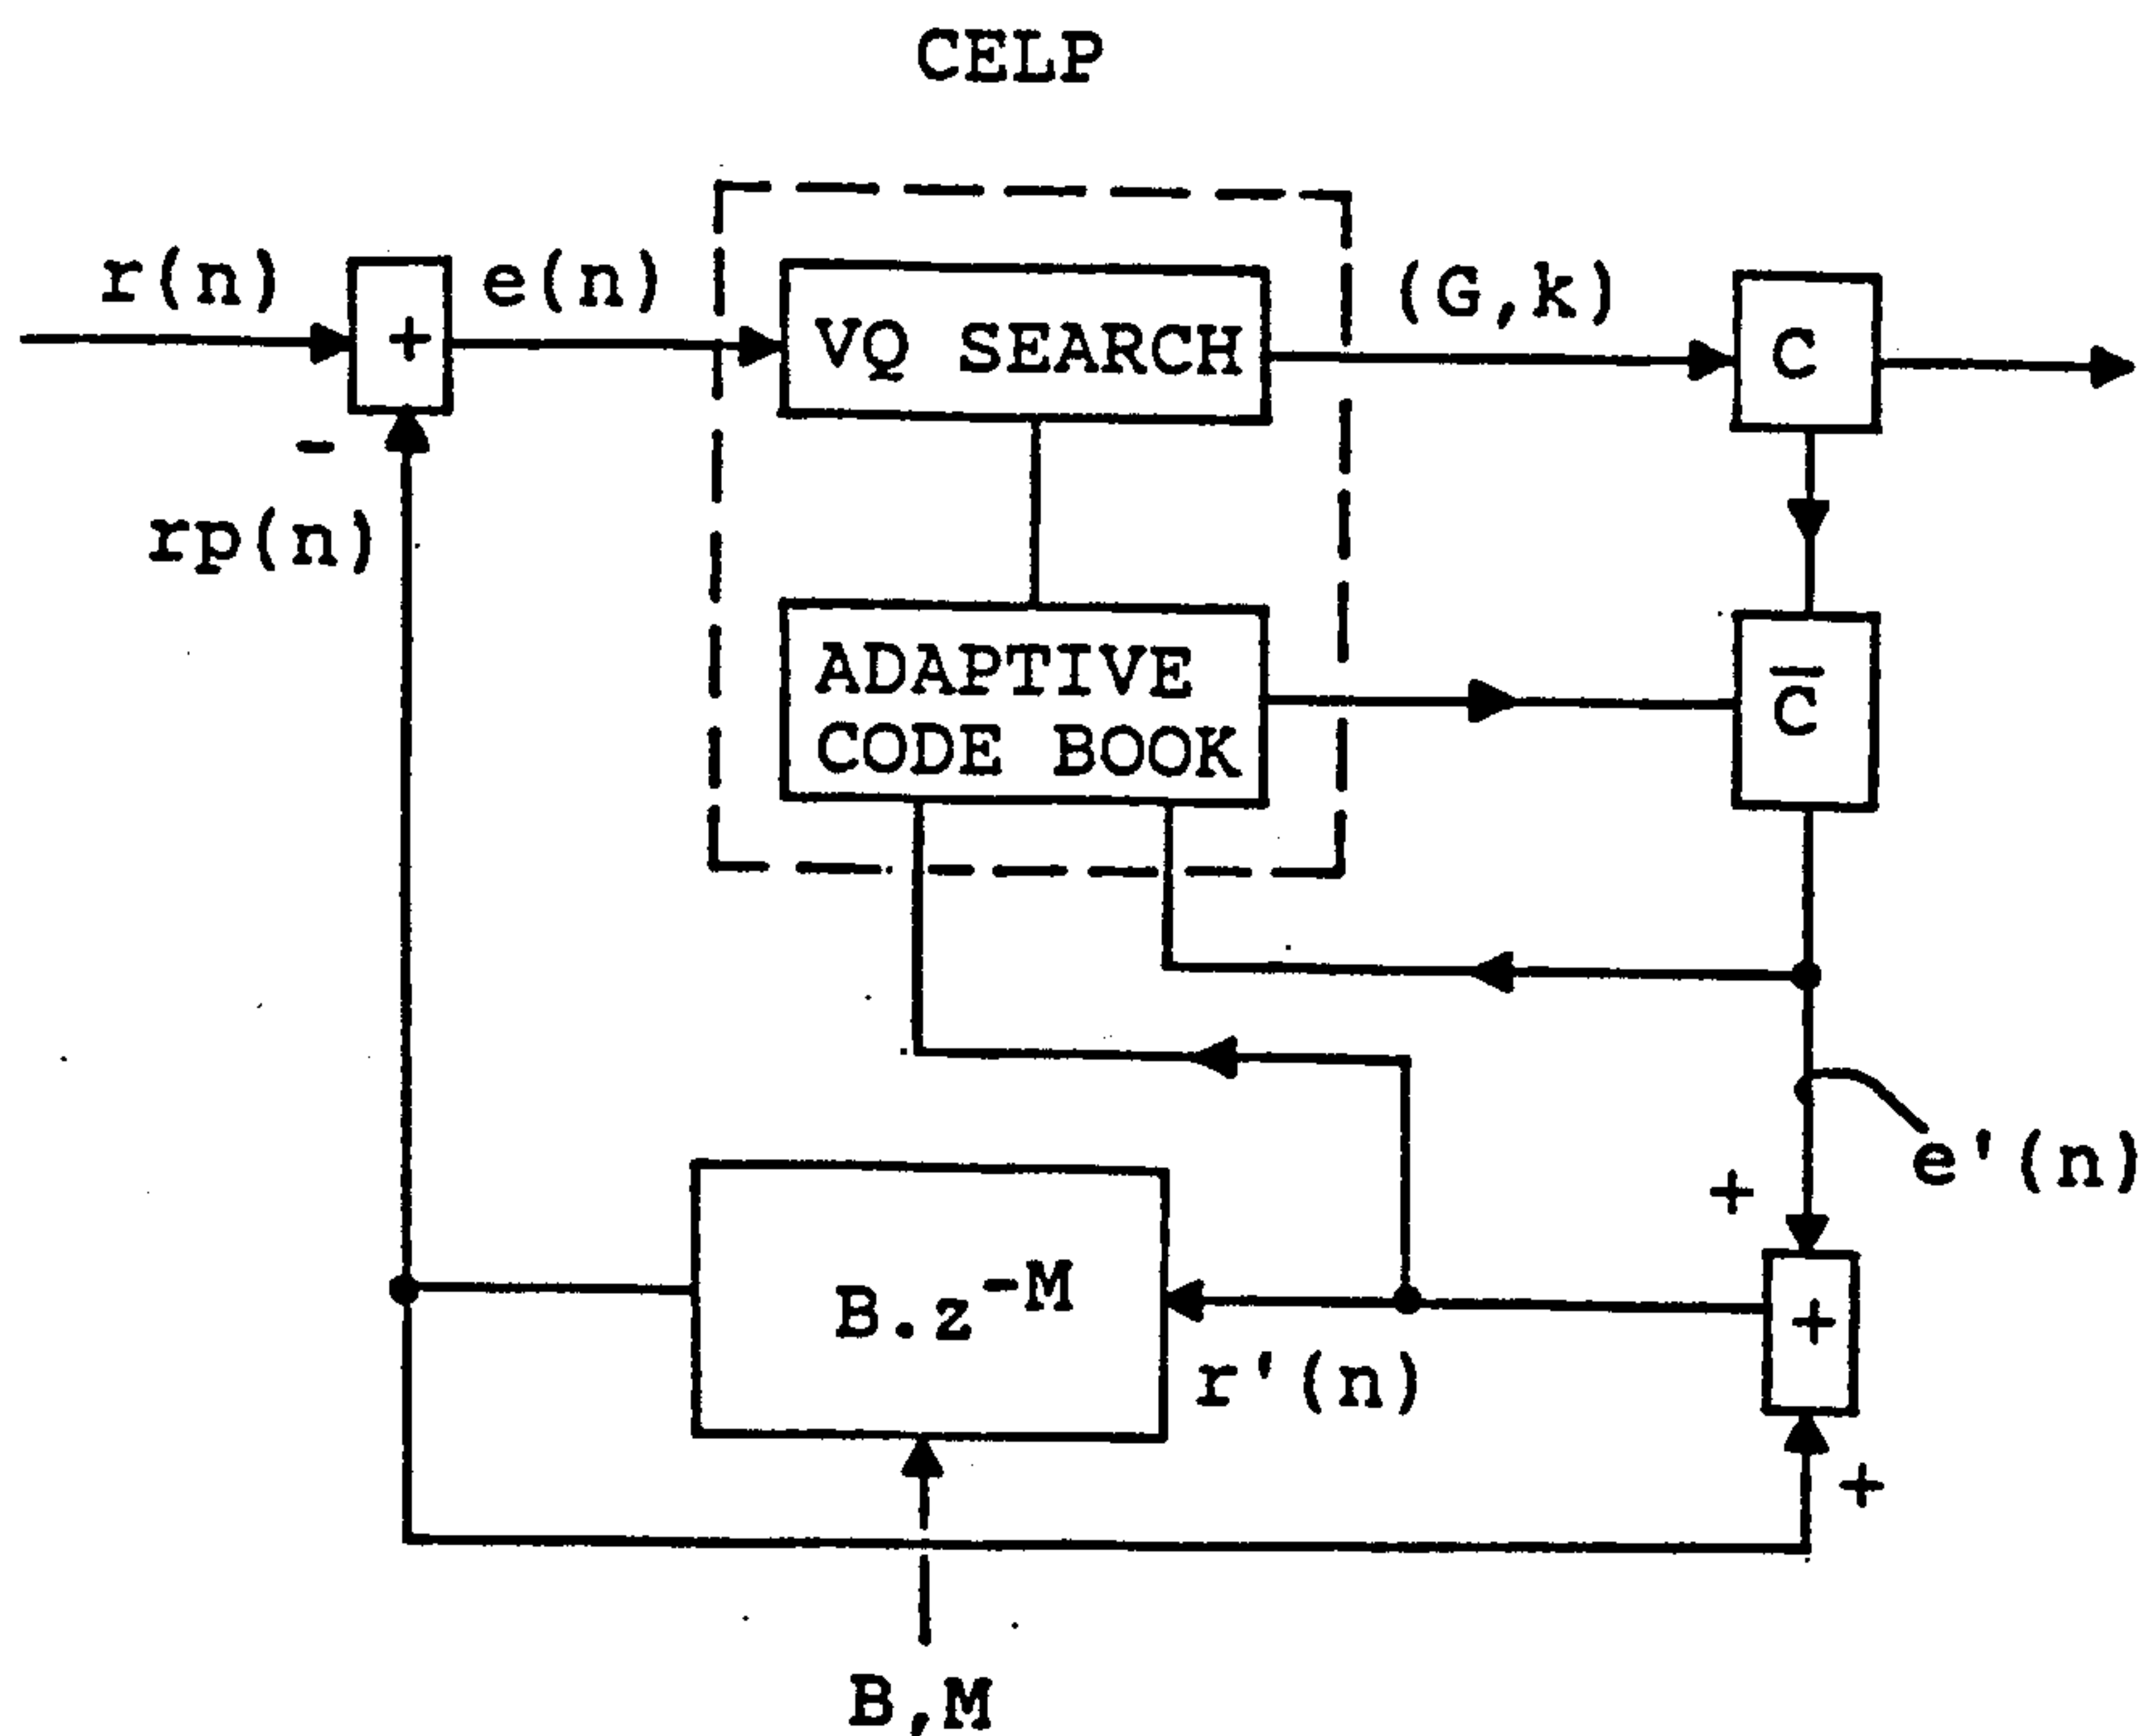 CELP
r(n)
e(n)
(G,k)
+
VQ SEARCH
C
-
rp(n)
ADAPTIVE
CODE BOOK
C̅
e'(n)
+
B.z⁻ᴹ
+
r'(n)
+
B,M